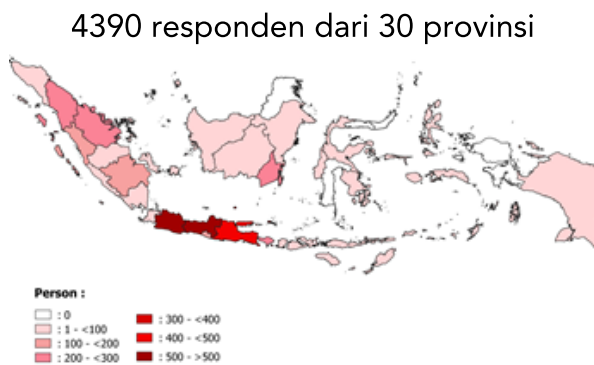 4390 responden dari 30 provinsi
Person :
: 0
: 1 - <100
: 100 - <200
: 200 - <300
: 300 - <400
: 400 - <500
: 500 - >500